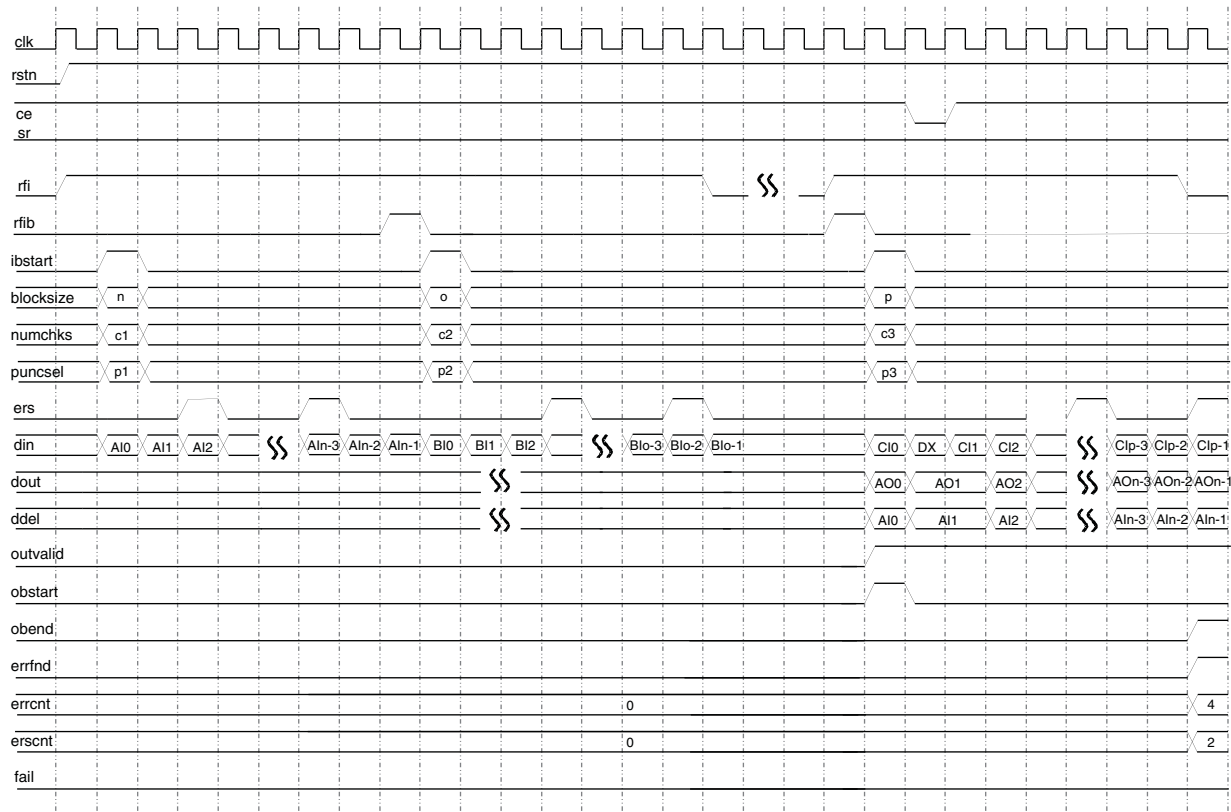 clk
rstn
ce
sr
rfi
rfib
ibstart
blocksize n o p
numchks c1 c2 c3
puncsel p1 p2 p3
ers
din AI0 AI1 AI2 AIn-3 AIn-2 AIn-1 BI0 BI1 BI2 BIo-3 BIo-2 BIo-1 CI0 DX CI1 CI2 CIp-3 CIp-2 CIp-1
dout AO0 AO1 AO2 AOn-3 AOn-2 AOn-1
ddel AI0 AI1 AI2 AIn-3 AIn-2 AIn-1
outvalid
obstart
obend
errfnd
errcnt 0 4
erscnt 0 2
fail